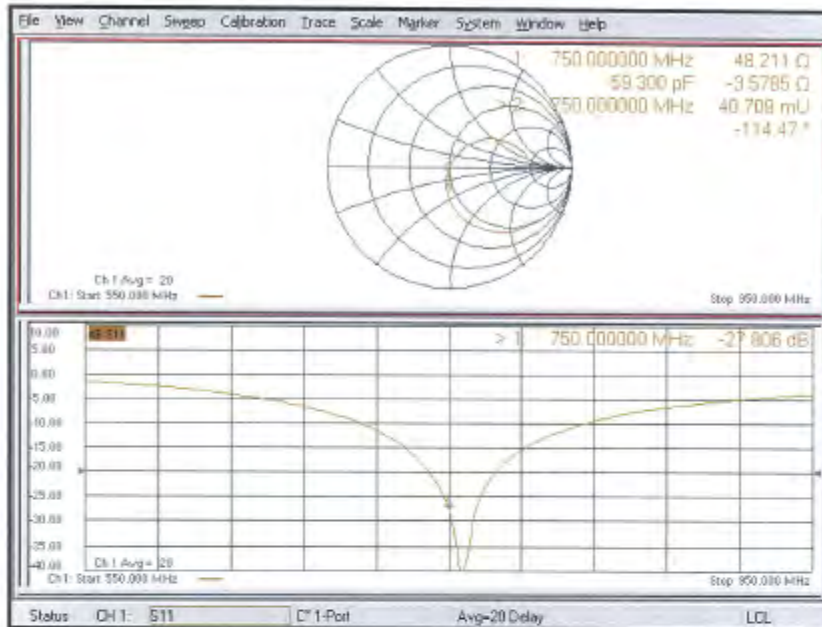 File View Channel Sweep Calibration Trace Scale Marker System Window Help
1 750.000000 MHz 48.211 Ω
59.300 pF -3.5785 Ω
> 2 750.000000 MHz 40.709 mU
-114.47 °
Ch 1 Avg = 20
Ch1: Start 550.000 MHz
Stop 950.000 MHz
10.00
> 1 750.000000 MHz -27.806 dB
5.00
0.00
-5.00
-10.00
-15.00
-20.00
-25.00
-30.00
-35.00
-40.00
Ch 1 Avg = 20
Ch1: Start 550.000 MHz
Stop 950.000 MHz
Status CH 1: S11 C* 1-Port Avg=20 Delay LCL